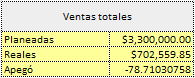 Ventas totales
Planeadas $3,300,000.00
Reales $702,559.85
Apegó -78.71030758